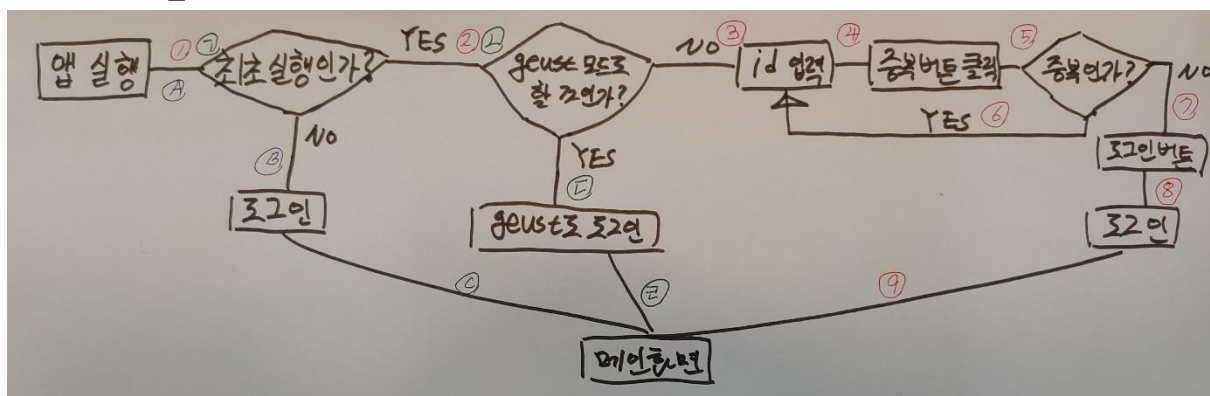 앱 실행
① ㉠
Ⓐ
최초실행인가?
YES ② ㉡
geust 모드로
할 것인가?
NO ③
id 입력
④
중복버튼 클릭
⑤
중복인가?
NO
⑦
YES ⑥
NO
Ⓑ
로그인
YES
㉢
geust로 로그인
로그인버튼
⑧
로그인
Ⓒ
㉣
⑨
메인화면